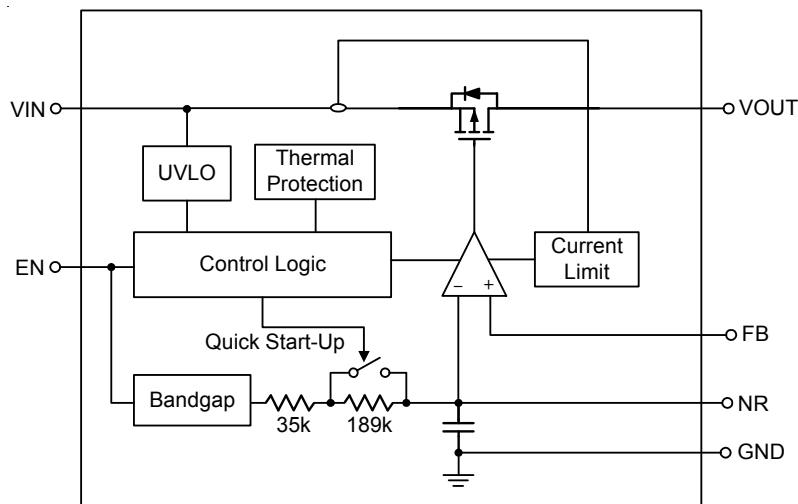 VIN
VOUT
UVLO
Thermal
Protection
EN
Control Logic
Current
Limit
− +
FB
Quick Start-Up
Bandgap
35k
189k
NR
GND